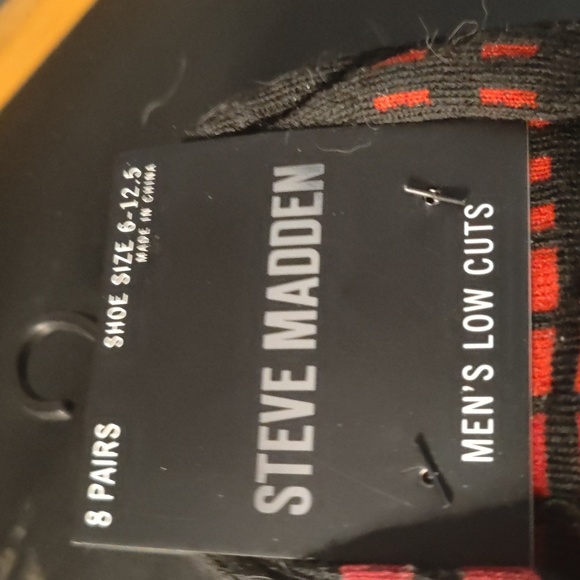 8 PAIRS SHOE SIZE 6-12.5
MADE IN CHINA
STEVE MADDEN
MEN'S LOW CUTS